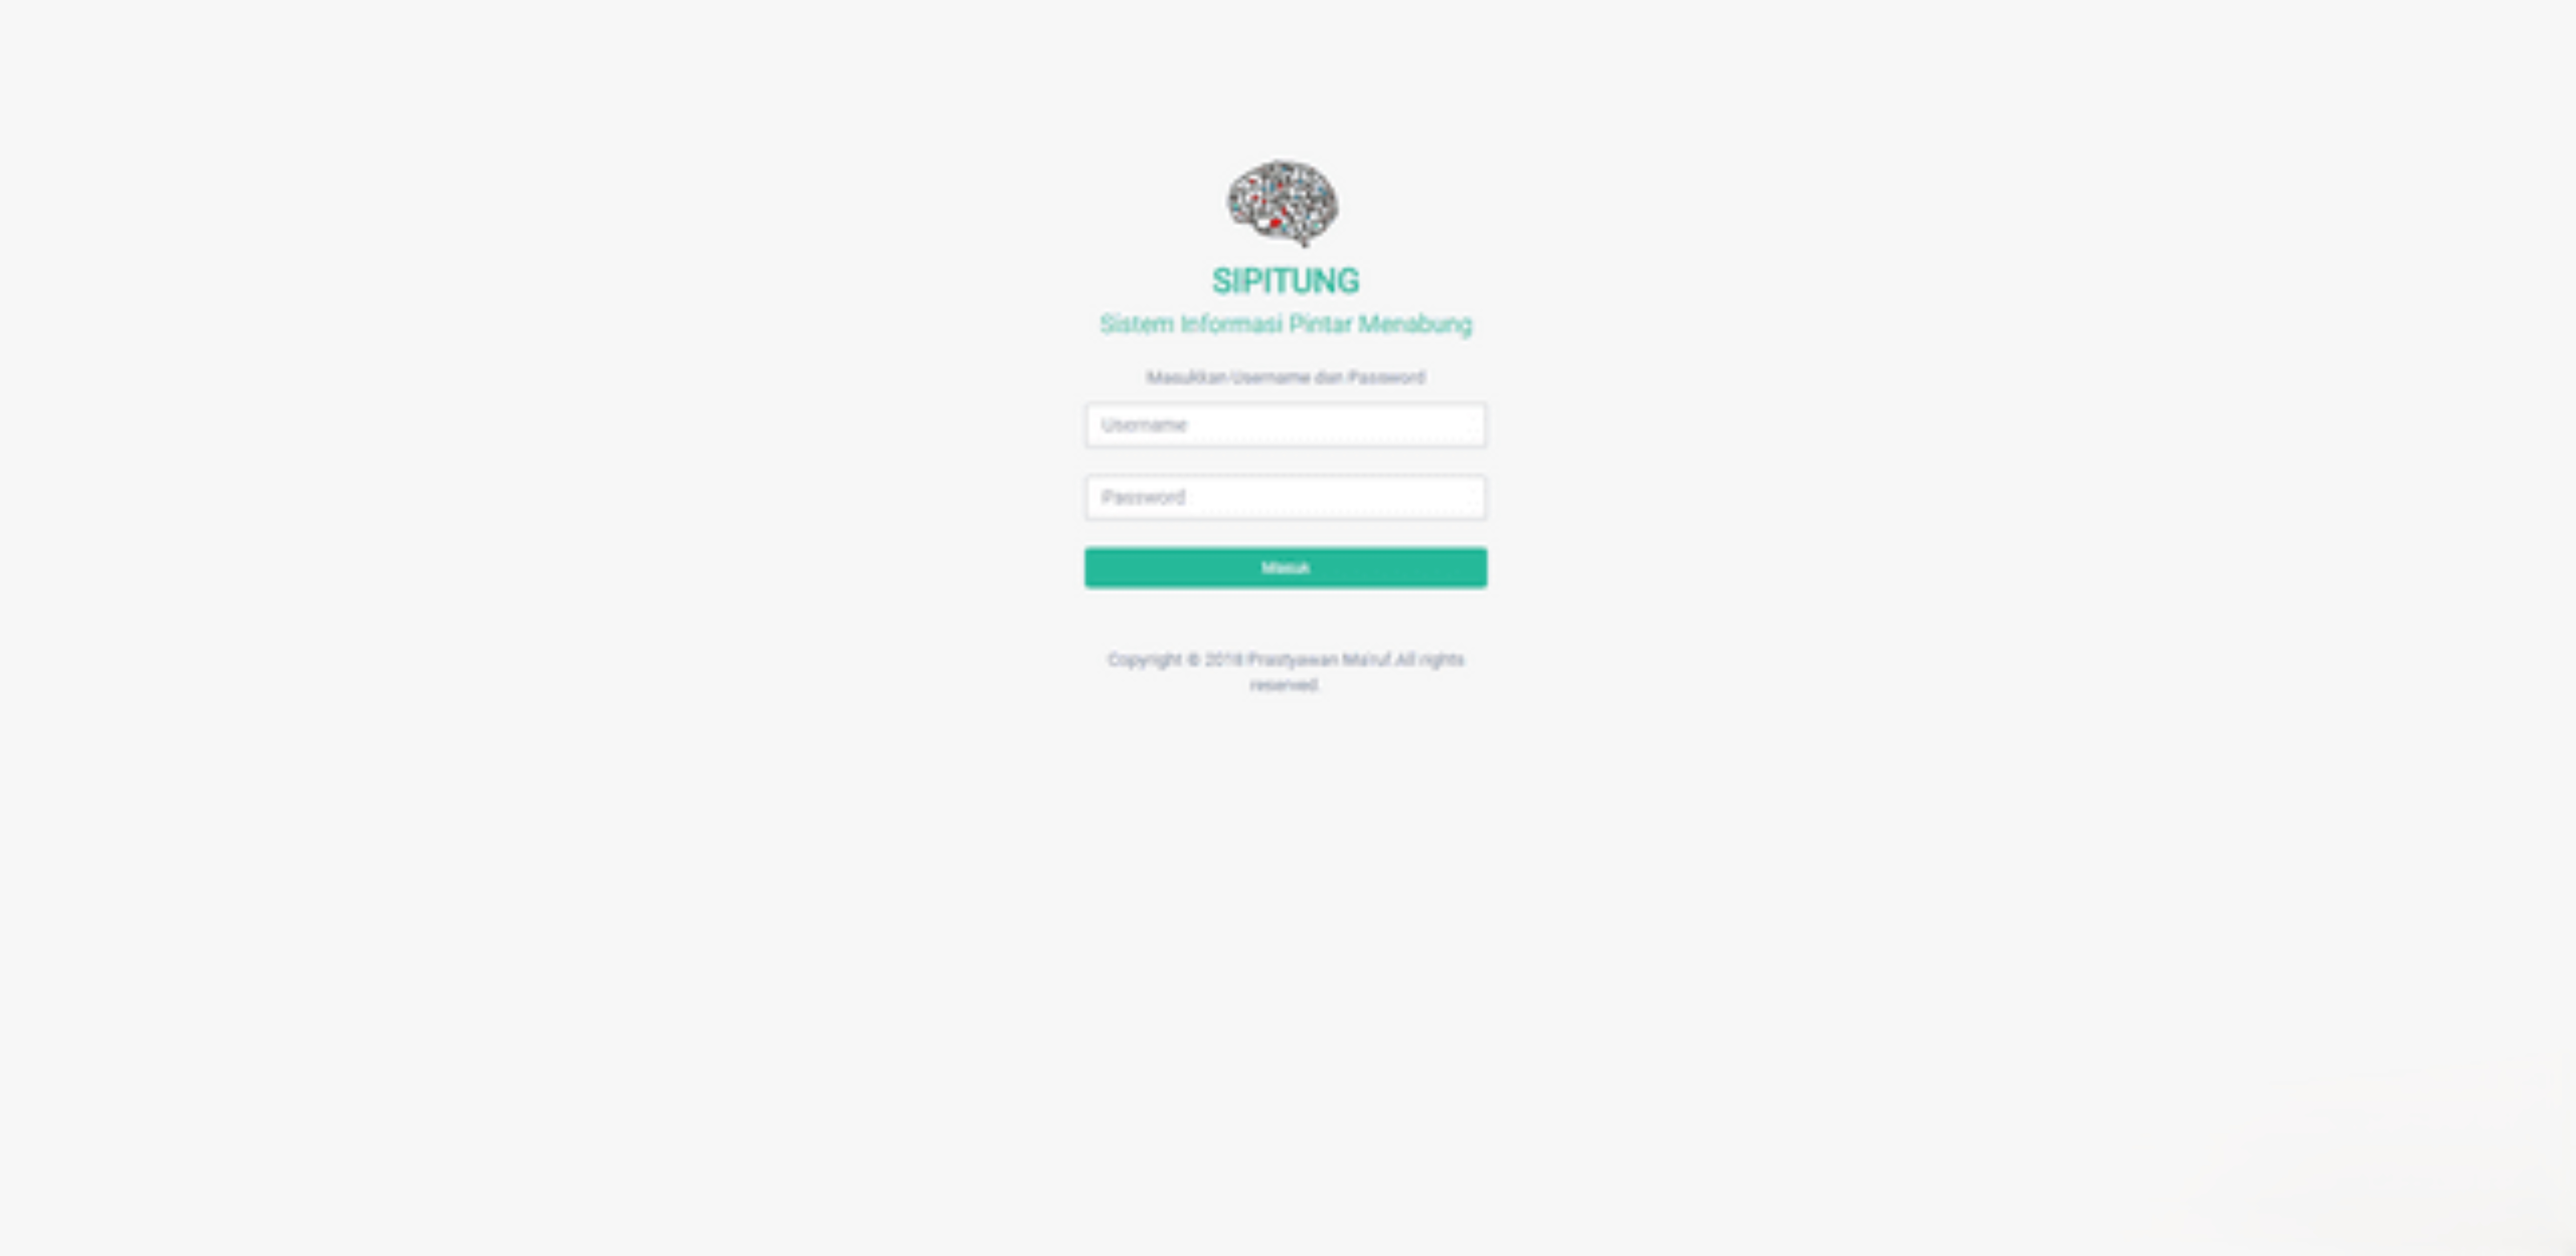 SIPITUNG
Sistem Informasi Pintar Menabung
Masukkan Username dan Password
Username
Password
Masuk
Copyright © 2018 Prastyawan Ma'ruf.All rights
reserved.